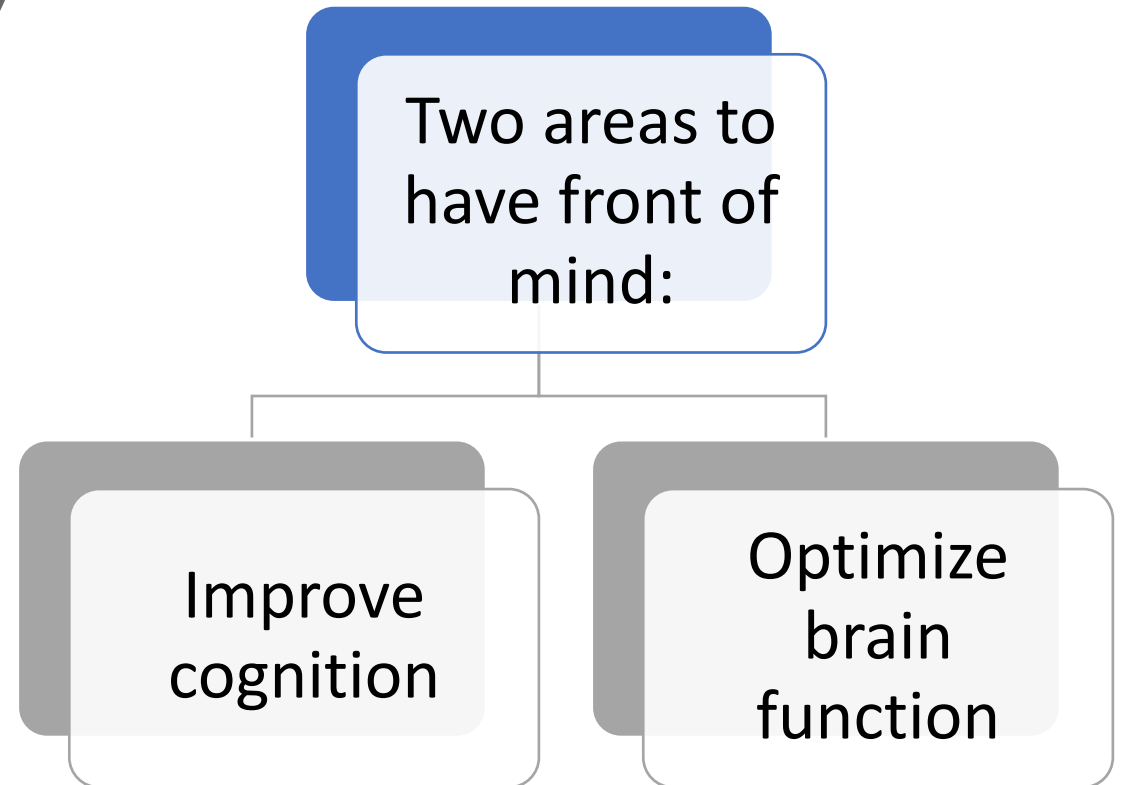 Two areas to
have front of
mind:
Improve
cognition
Optimize
brain
function